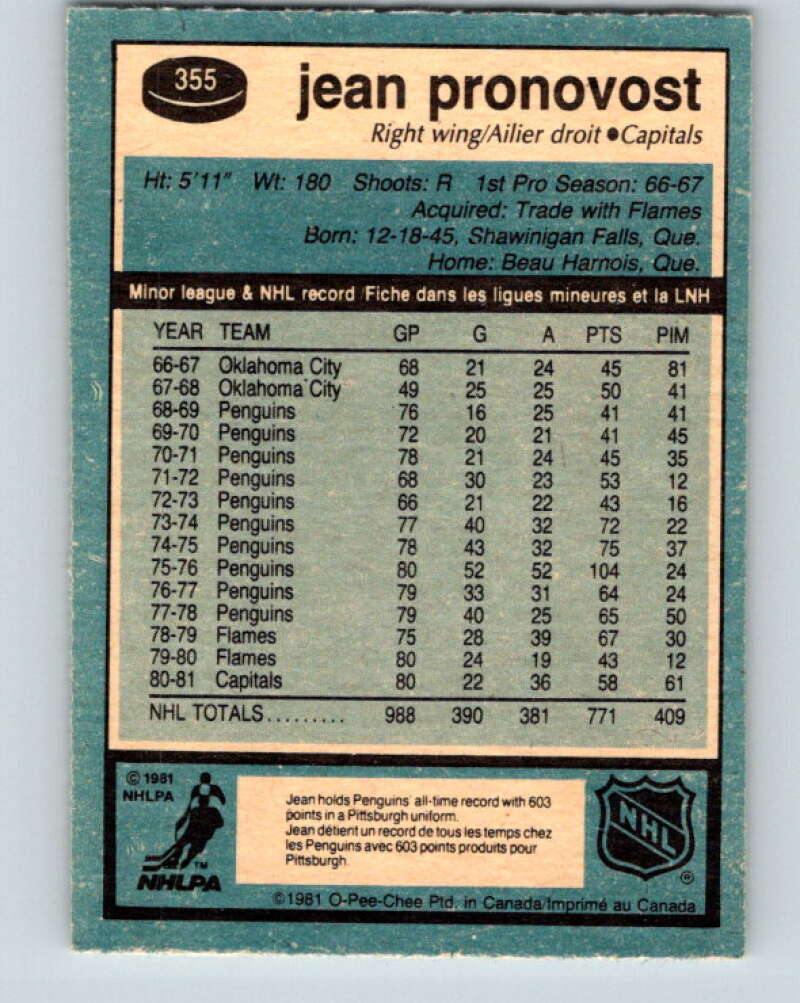 355
jean pronovost
Right wing/Ailier droit ● Capitals
Ht: 5'11" Wt: 180 Shoots: R 1st Pro Season: 66-67
Acquired: Trade with Flames
Born: 12-18-45, Shawinigan Falls, Que.
Home: Beau Harnois, Que.
Minor league & NHL record/Fiche dans les ligues mineures et la LNH
YEAR TEAM GP G A PTS PIM
66-67 Oklahoma City 68 21 24 45 81
67-68 Oklahoma City 49 25 25 50 41
68-69 Penguins 76 16 25 41 41
69-70 Penguins 72 20 21 41 45
70-71 Penguins 78 21 24 45 35
71-72 Penguins 68 30 23 53 12
72-73 Penguins 66 21 22 43 16
73-74 Penguins 77 40 32 72 22
74-75 Penguins 78 43 32 75 37
75-76 Penguins 80 52 52 104 24
76-77 Penguins 79 33 31 64 24
77-78 Penguins 79 40 25 65 50
78-79 Flames 75 28 39 67 30
79-80 Flames 80 24 19 43 12
80-81 Capitals 80 22 36 58 61
NHL TOTALS......... 988 390 381 771 409
© 1981
NHLPA
™
NHLPA
Jean holds Penguins' all-time record with 603
points in a Pittsburgh uniform.
Jean détient un record de tous les temps chez
les Penguins avec 603 points produits pour
Pittsburgh.
NHL
®
©1981 O-Pee-Chee Ptd. in Canada/Imprimé au Canada